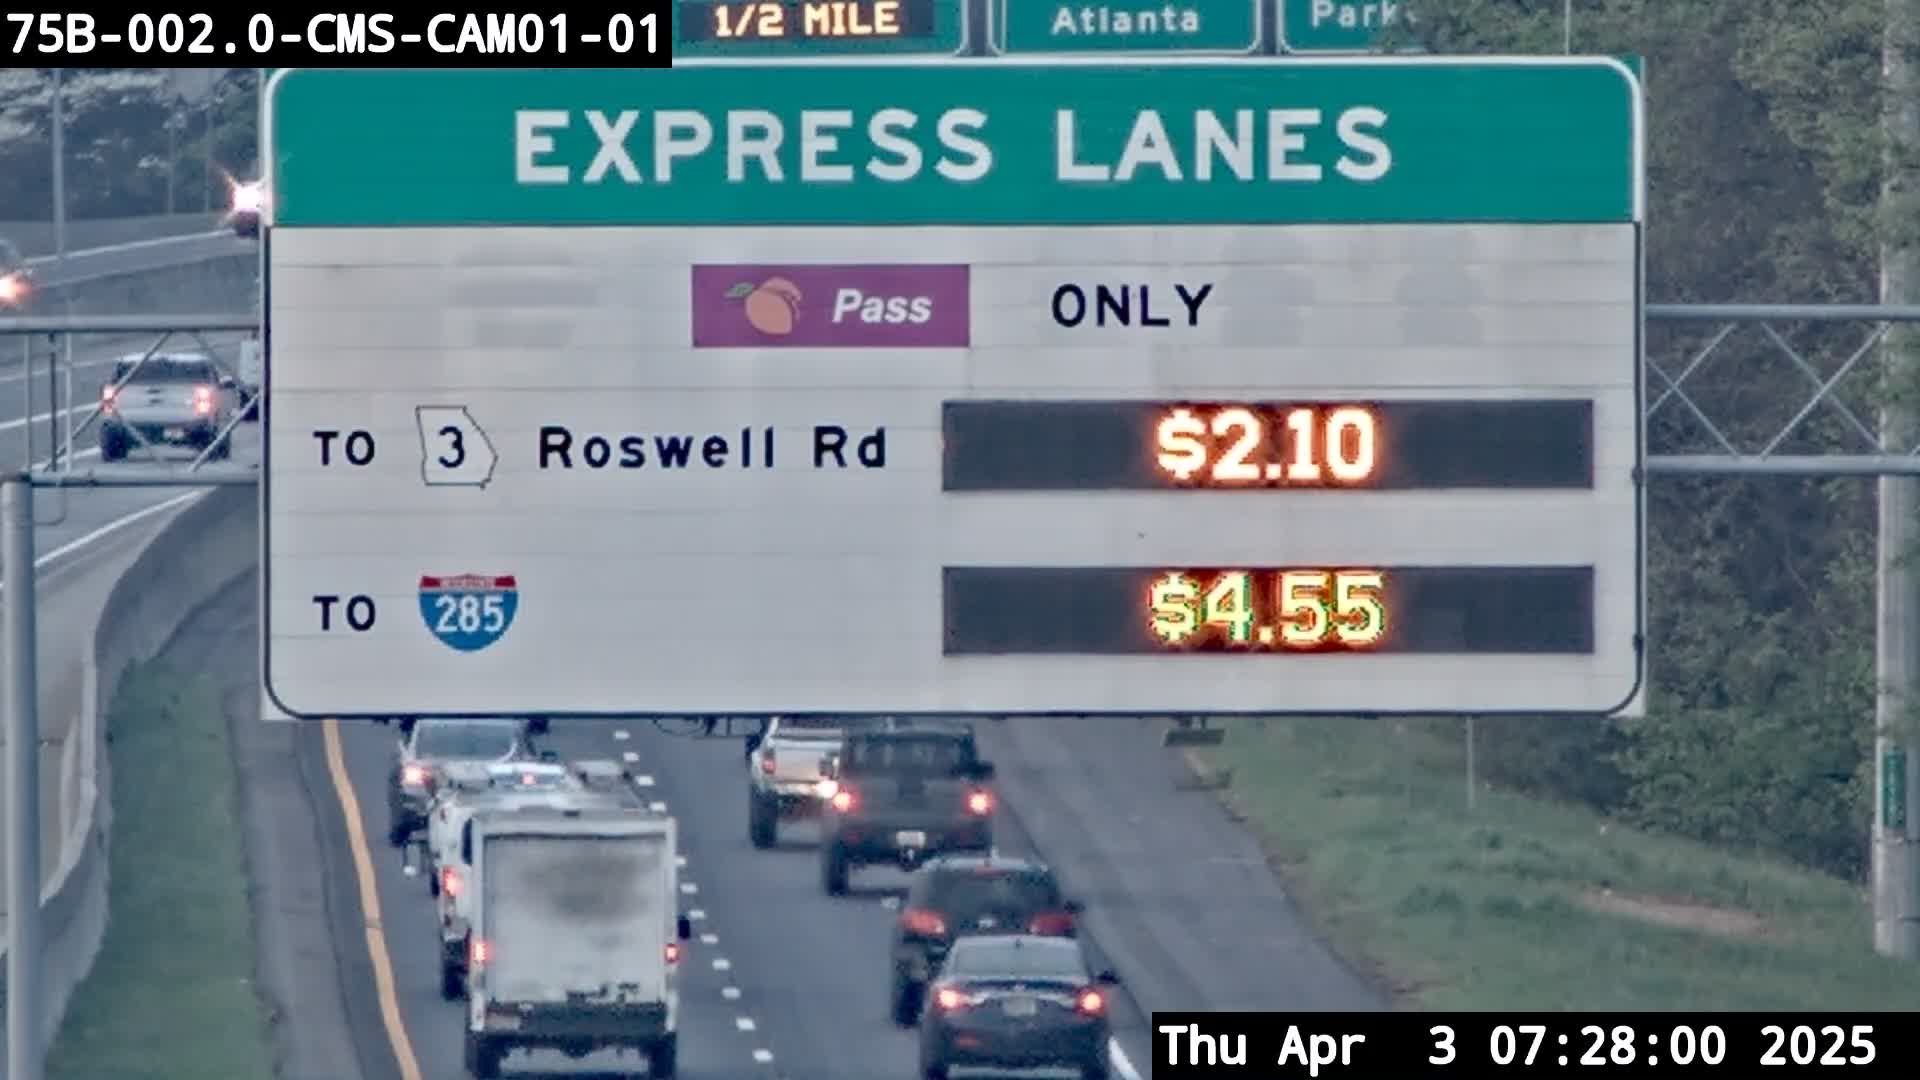 75B-002.0-CMS-CAM01-01
1/2 MILE
Atlanta
Park
EXPRESS LANES
Pass ONLY
TO 3 Roswell Rd $2.10
TO 285 $4.55
Thu Apr 3 07:28:00 2025